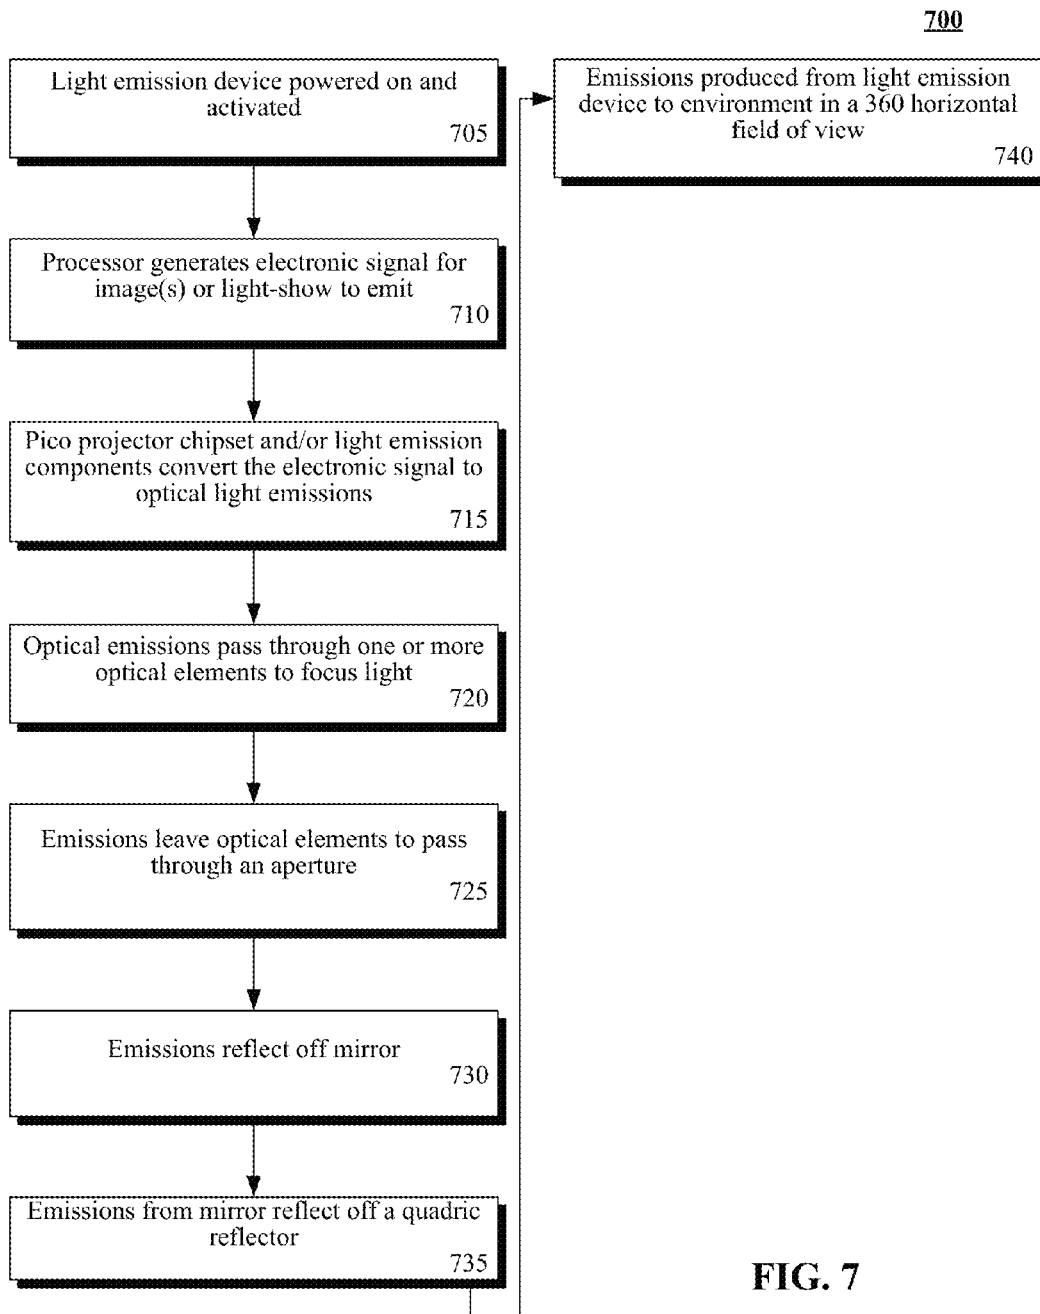 700
Light emission device powered on and
activated
705
Processor generates electronic signal for
image(s) or light-show to emit
710
Pico projector chipset and/or light emission
components convert the electronic signal to
optical light emissions
715
Optical emissions pass through one or more
optical elements to focus light
720
Emissions leave optical elements to pass
through an aperture
725
Emissions reflect off mirror
730
Emissions from mirror reflect off a quadric
reflector
735
Emissions produced from light emission
device to environment in a 360 horizontal
field of view
740
FIG. 7